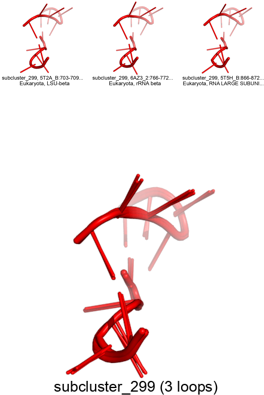 subcluster_299, 5T2A_B:703-709...
Eukaryota, LSU-beta
subcluster_299, 6AZ3_2:766-772...
Eukaryota, rRNA beta
subcluster_299, 5T5H_B:866-872...
Eukaryota, RNA LARGE SUBUNI...
subcluster_299 (3 loops)